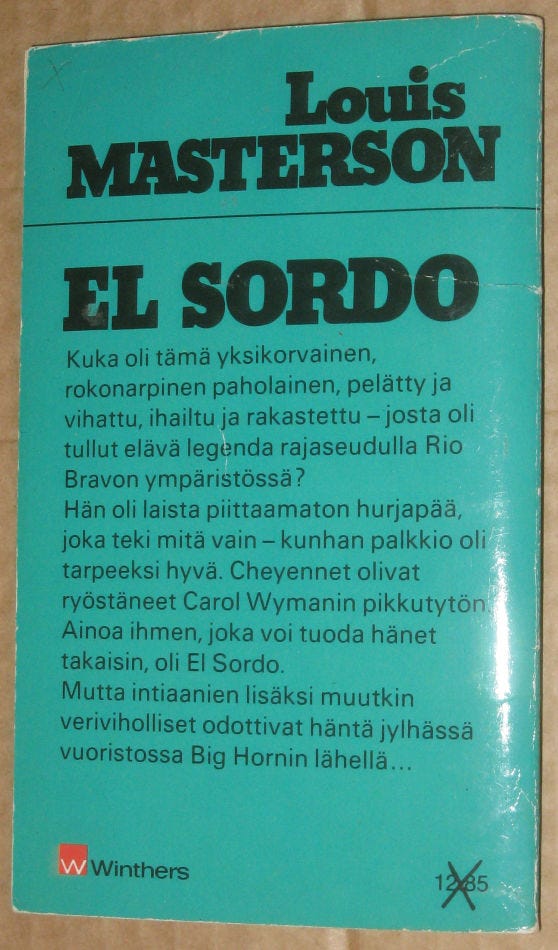 Louis
MASTERSON
EL SORDO
Kuka oli tämä yksikorvainen,
rokonarpinen paholainen, pelätty ja
vihattu, ihailtu ja rakastettu – josta oli
tullut elävä legenda rajaseudulla Rio
Bravon ympäristössä?
Hän oli laista piittaamaton hurjapää,
joka teki mitä vain – kunhan palkkio oli
tarpeeksi hyvä. Cheyennet olivat
ryöstäneet Carol Wymanin pikkutytön.
Ainoa ihmen, joka voi tuoda hänet
takaisin, oli El Sordo.
Mutta intiaanien lisäksi muutkin
veriviholliset odottivat häntä jylhässä
vuoristossa Big Hornin lähellä...
W Winthers
12.85